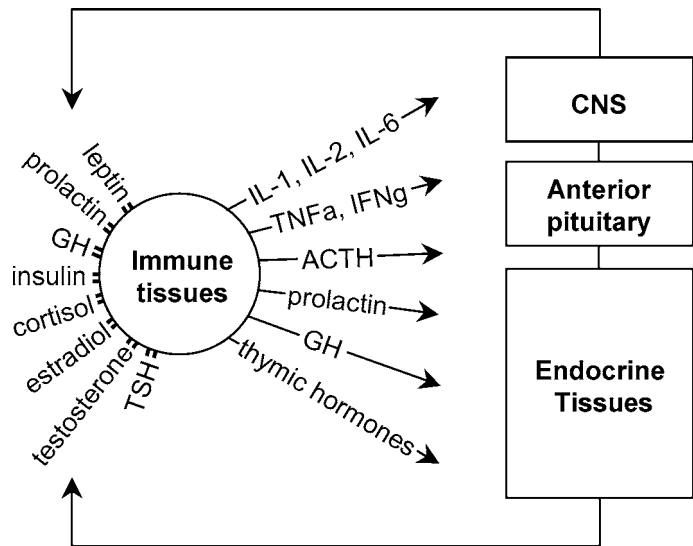 CNS
Anterior
pituitary
Endocrine
Tissues
Immune
tissues
leptin
prolactin
GH
insulin
cortisol
estradiol
testosterone
TSH
IL-1, IL-2, IL-6
TNFa, IFNg
ACTH
prolactin
GH
thymic hormones